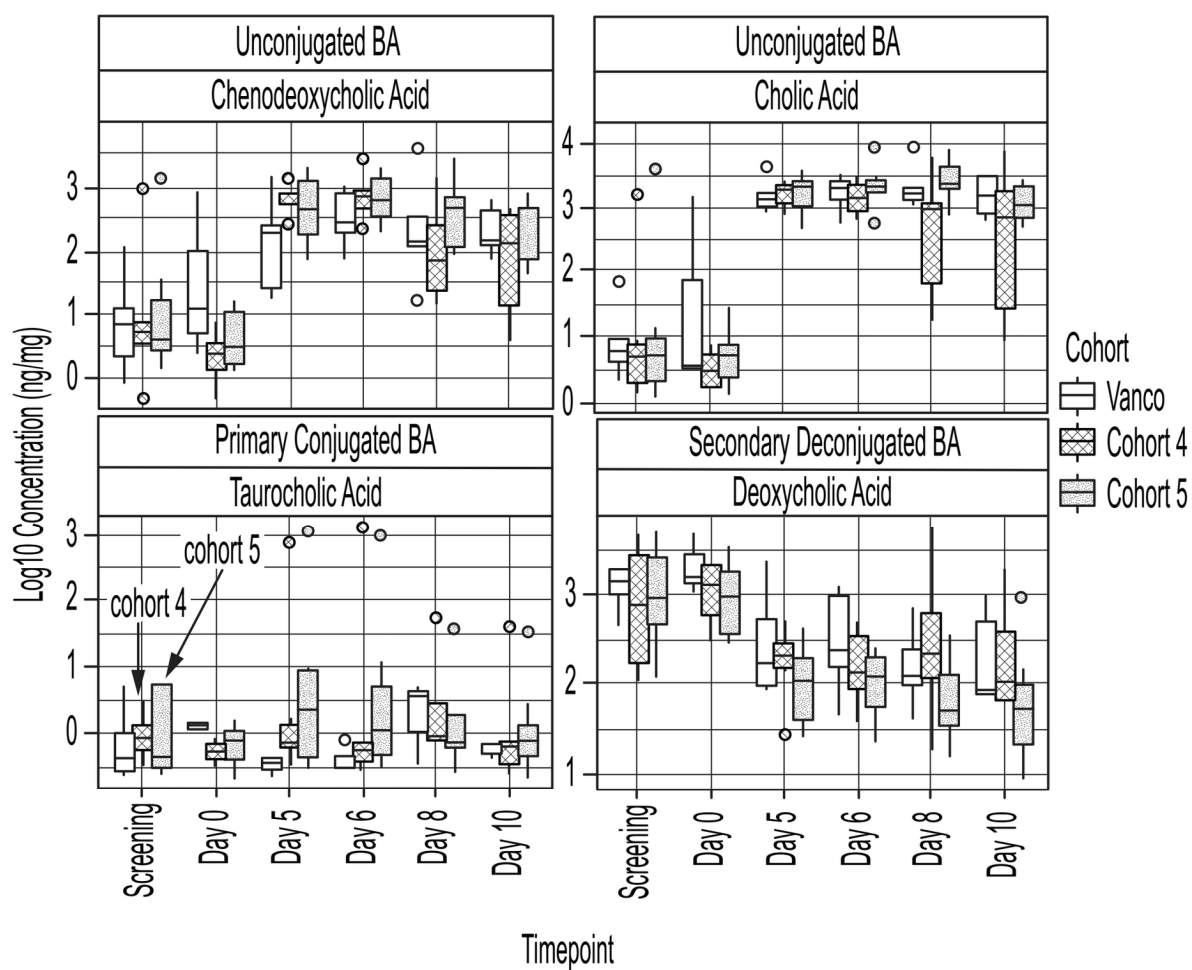 Unconjugated BA
Chenodeoxycholic Acid
3
2
1
0
Unconjugated BA
Cholic Acid
4
3
2
1
0
Log10 Concentration (ng/mg)
Primary Conjugated BA
Taurocholic Acid
3
2
1
0
cohort 4
cohort 5
Secondary Deconjugated BA
Deoxycholic Acid
3
2
1
Screening
Day 0
Day 5
Day 6
Day 8
Day 10
Screening
Day 0
Day 5
Day 6
Day 8
Day 10
Timepoint
Cohort
Vanco
Cohort 4
Cohort 5